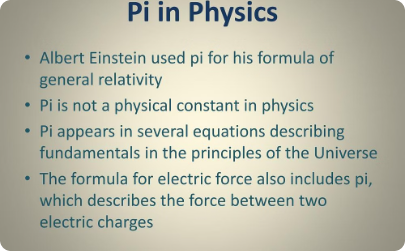 Pi in Physics
• Albert Einstein used pi for his formula of
general relativity
• Pi is not a physical constant in physics
• Pi appears in several equations describing
fundamentals in the principles of the Universe
• The formula for electric force also includes pi,
which describes the force between two
electric charges